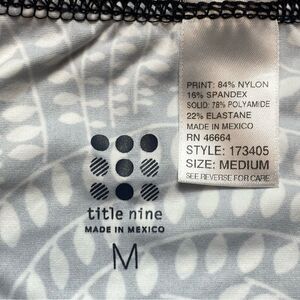 PRINT: 84% NYLON
16% SPANDEX
SOLID: 78% POLYAMIDE
22% ELASTANE
MADE IN MEXICO
RN 46664
STYLE: 173405
SIZE: MEDIUM
SEE REVERSE FOR CARE
title nine
MADE IN MEXICO
M